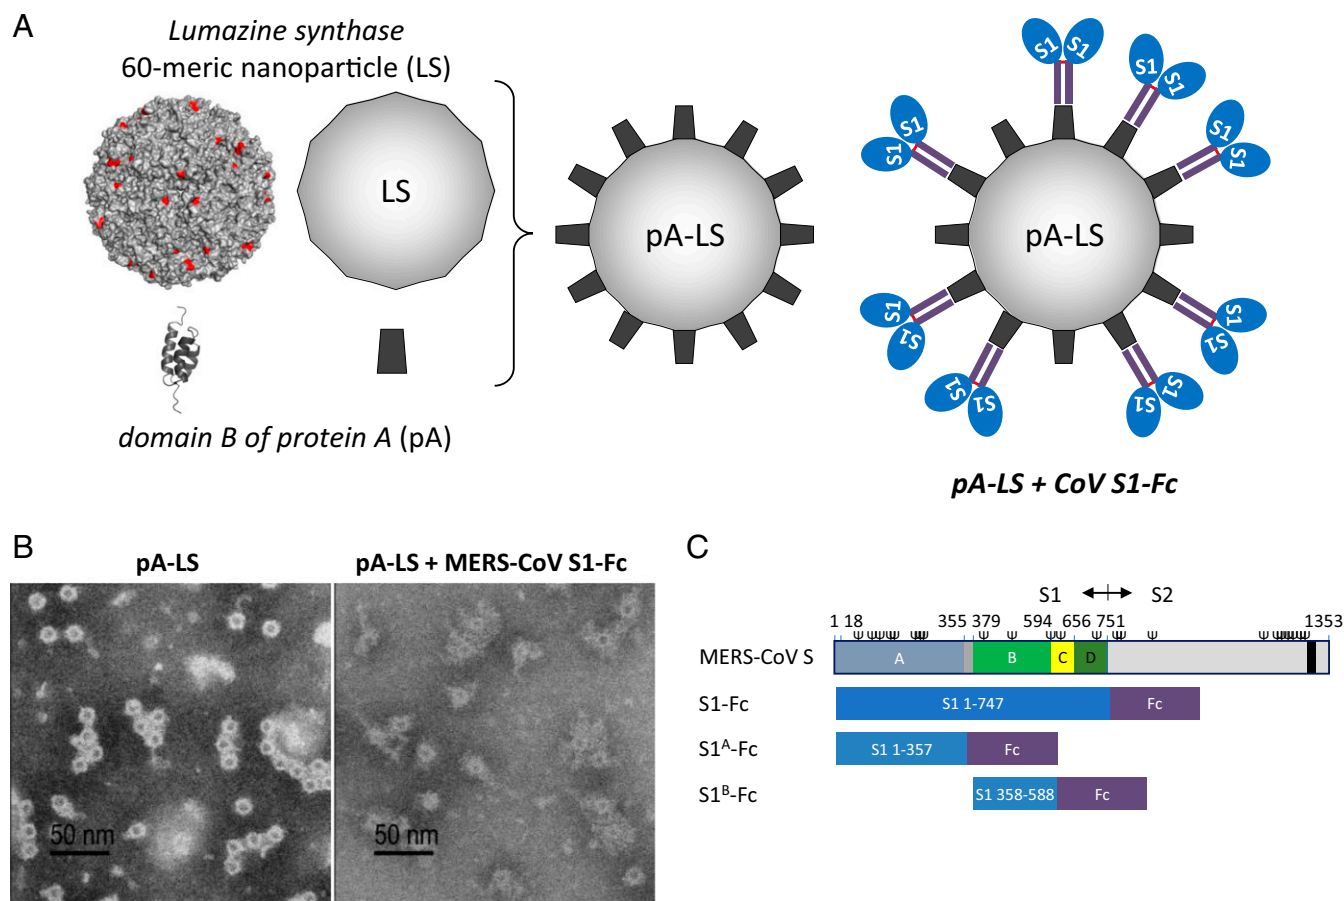 A
Lumazine synthase
60-meric nanoparticle (LS)
LS
domain B of protein A (pA)
pA-LS
S1 S1
S1 S1
S1 S1
S1 S1
pA-LS
S1 S1
S1 S1
S1 S1
S1 S1
pA-LS + CoV S1-Fc
B
pA-LS
pA-LS + MERS-CoV S1-Fc
50 nm
50 nm
C
S1 S2
1 18 355 379 594 656 751 1353
MERS-CoV S
A B C D
S1-Fc
S1 1-747 Fc
S1ᴬ-Fc
S1 1-357 Fc
S1ᴮ-Fc
S1 358-588 Fc